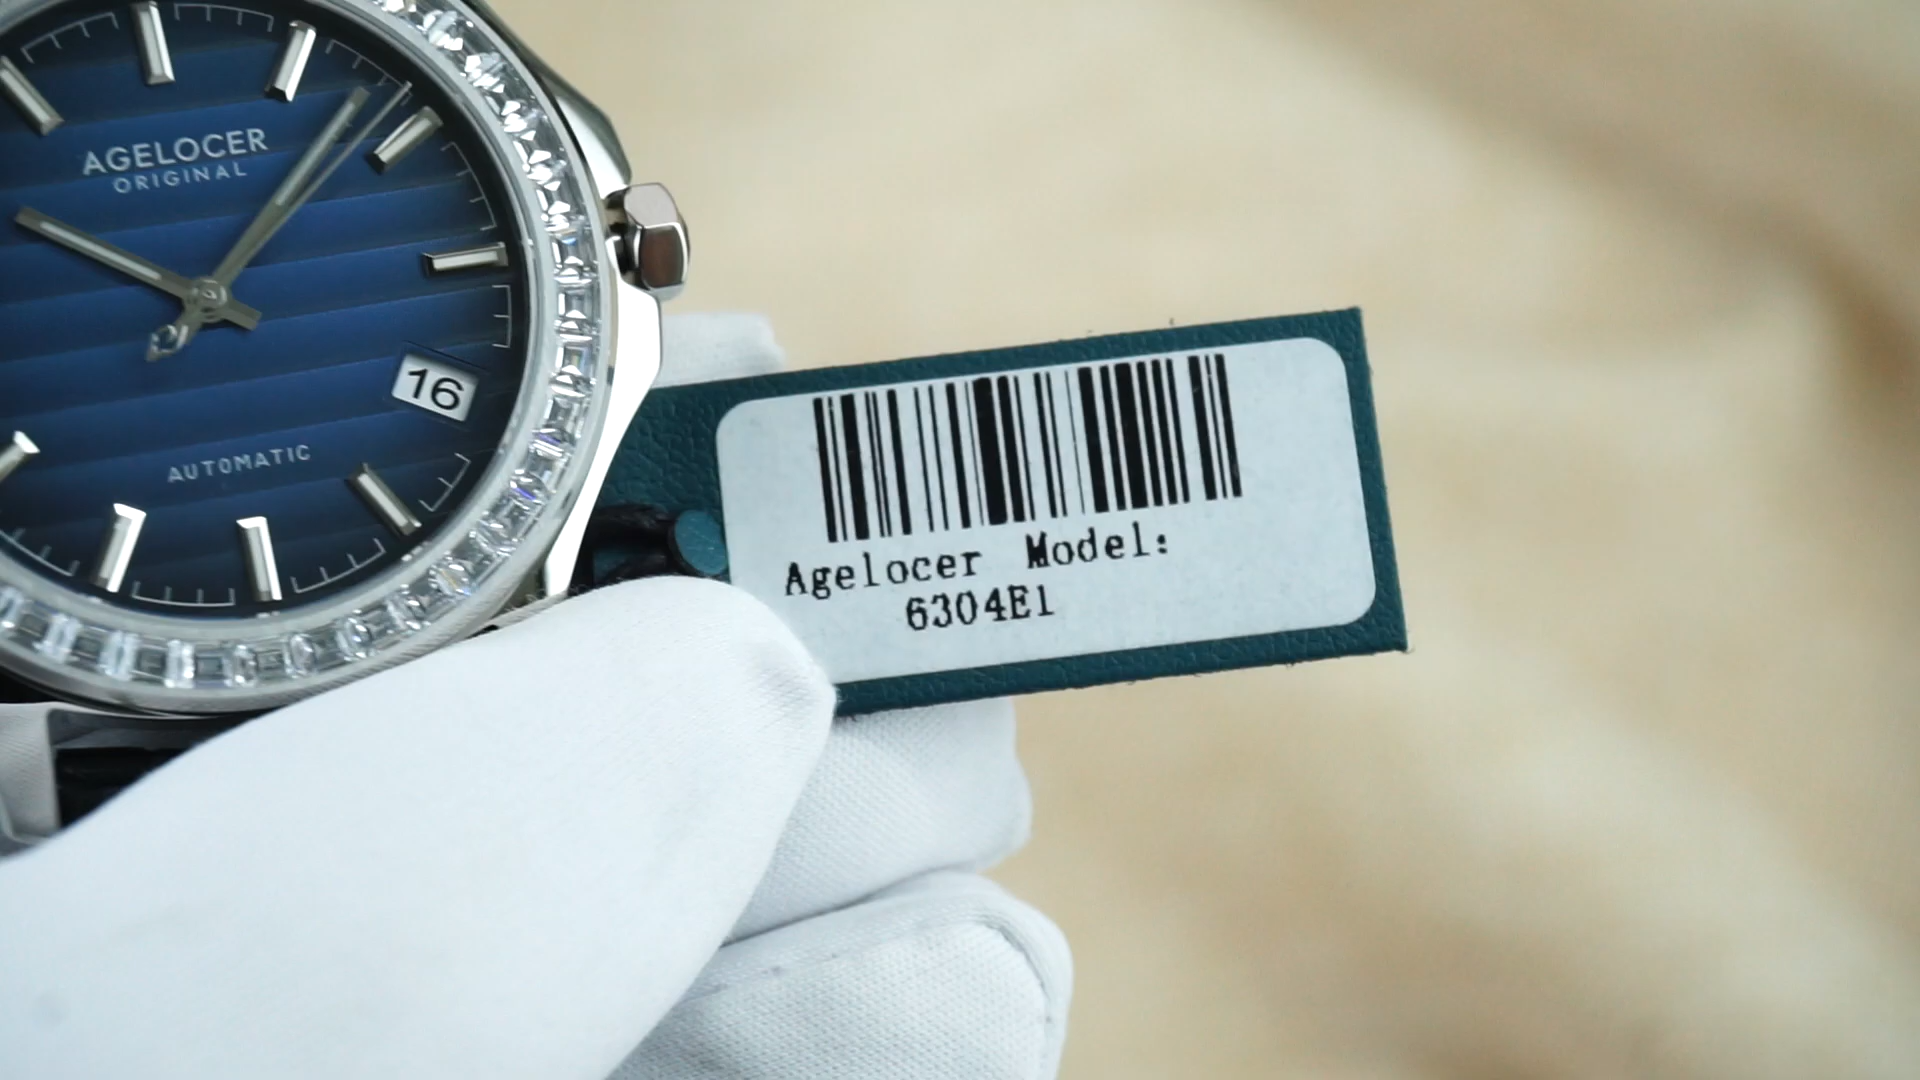 AGELOCER
ORIGINAL
16
AUTOMATIC
Agelocer Model:
6304E1